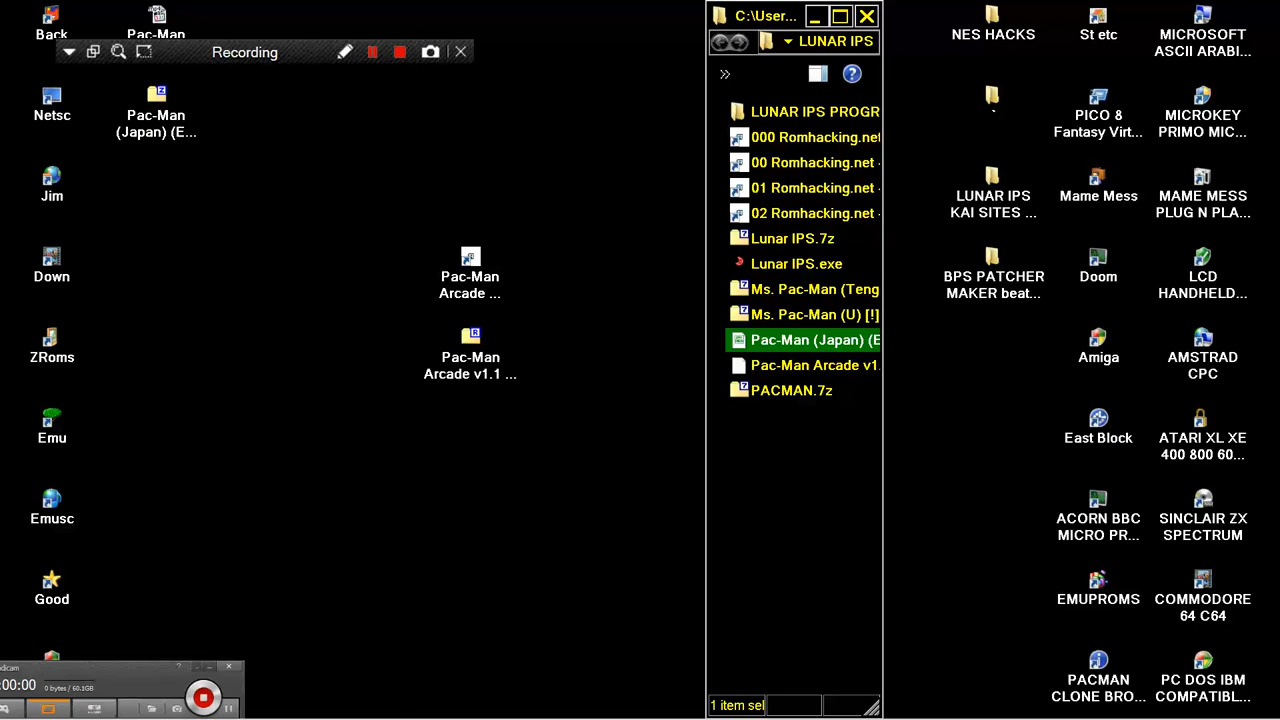 Back
Pac-Man
Recording
Netsc
Pac-Man
(Japan) (E...
Jim
Down
Pac-Man
Arcade ...
ZRoms
Pac-Man
Arcade v1.1 ...
Emu
Emusc
Good
0 bytes / 60.1GB
C:\User...
LUNAR IPS
»
LUNAR IPS PROGR
000 Romhacking.net
00 Romhacking.net -
01 Romhacking.net -
02 Romhacking.net -
Lunar IPS.7z
Lunar IPS.exe
Ms. Pac-Man (Teng
Ms. Pac-Man (U) [!]
Pac-Man (Japan) (E
Pac-Man Arcade v1.
PACMAN.7z
1 item sel
NES HACKS
St etc
MICROSOFT
ASCII ARABI...
PICO 8
Fantasy Virt...
MICROKEY
PRIMO MIC...
LUNAR IPS
KAI SITES ...
Mame Mess
MAME MESS
PLUG N PLA...
BPS PATCHER
MAKER beat...
Doom
LCD
HANDHELD...
Amiga
AMSTRAD
CPC
East Block
ATARI XL XE
400 800 60...
ACORN BBC
MICRO PR...
SINCLAIR ZX
SPECTRUM
EMUPROMS
COMMODORE
64 C64
PACMAN
CLONE BRO...
PC DOS IBM
COMPATIBL...